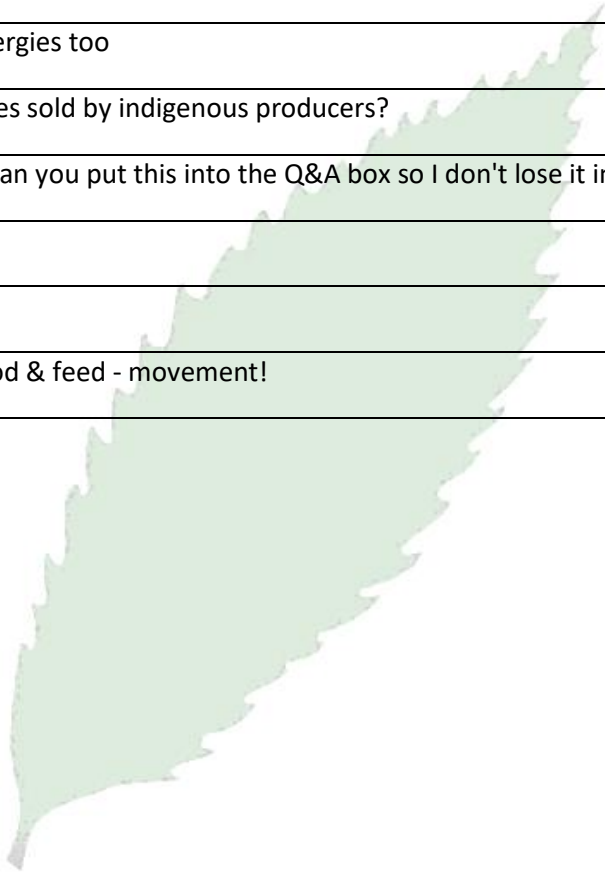 ergies too
es sold by indigenous producers?
an you put this into the Q&A box so I don't lose it in
od & feed - movement!